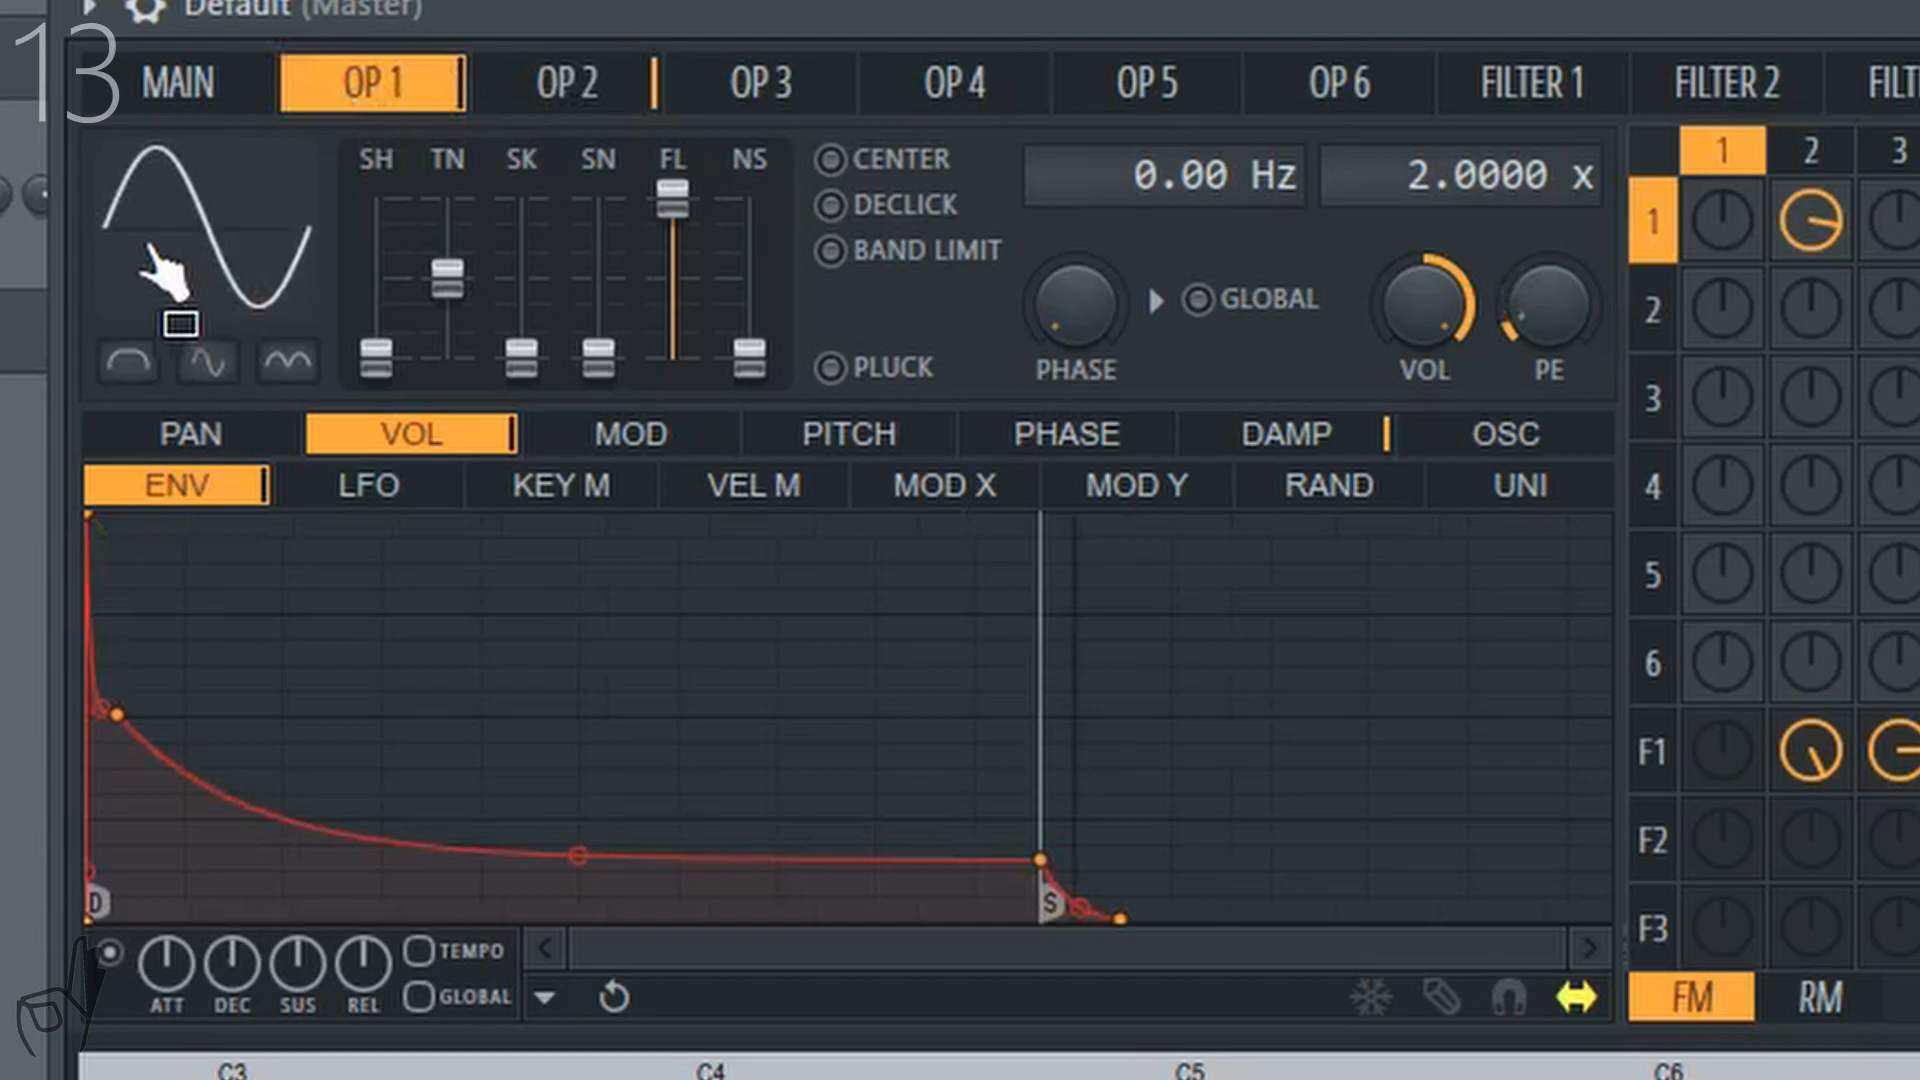 Default (Master)
13
MAIN OP 1 OP 2 OP 3 OP 4 OP 5 OP 6 FILTER 1 FILTER 2 FILT
SH TN SK SN FL NS
CENTER
DECLICK
BAND LIMIT
PLUCK
0.00 Hz 2.0000 x
GLOBAL
PHASE VOL PE
1 2 3
1
2
3
4
5
6
F1
F2
F3
FM RM
PAN VOL MOD PITCH PHASE DAMP OSC
ENV LFO KEY M VEL M MOD X MOD Y RAND UNI
D S
TEMPO
GLOBAL
ATT DEC SUS REL
C3 C4 C5 C6